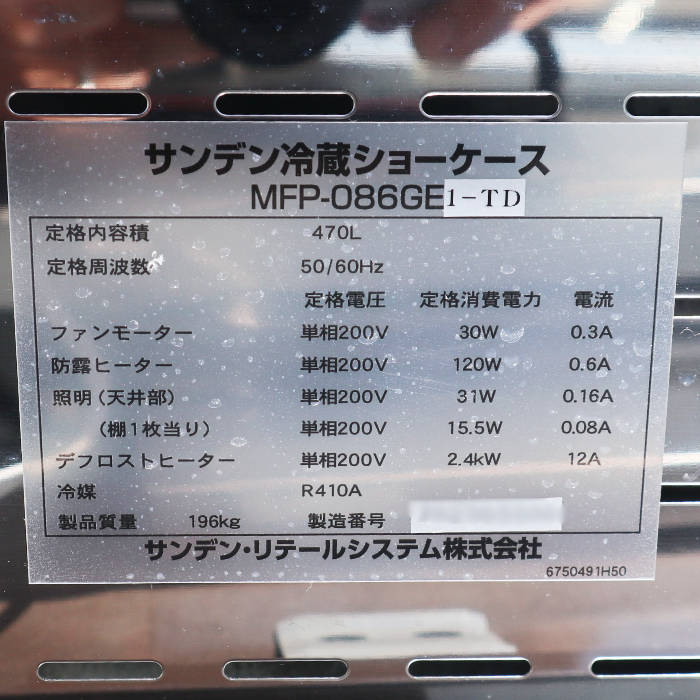 サンデン冷蔵ショーケース
MFP-086GE1-TD
定格内容積 470L
定格周波数 50/60Hz
定格電圧 定格消費電力 電流
ファンモーター 単相200V 30W 0.3A
防露ヒーター 単相200V 120W 0.6A
照明(天井部) 単相200V 31W 0.16A
(棚1枚当り) 単相200V 15.5W 0.08A
デフロストヒーター 単相200V 2.4kW 12A
冷媒 R410A
製品質量 196kg 製造番号
サンデン・リテールシステム株式会社
6750491H50